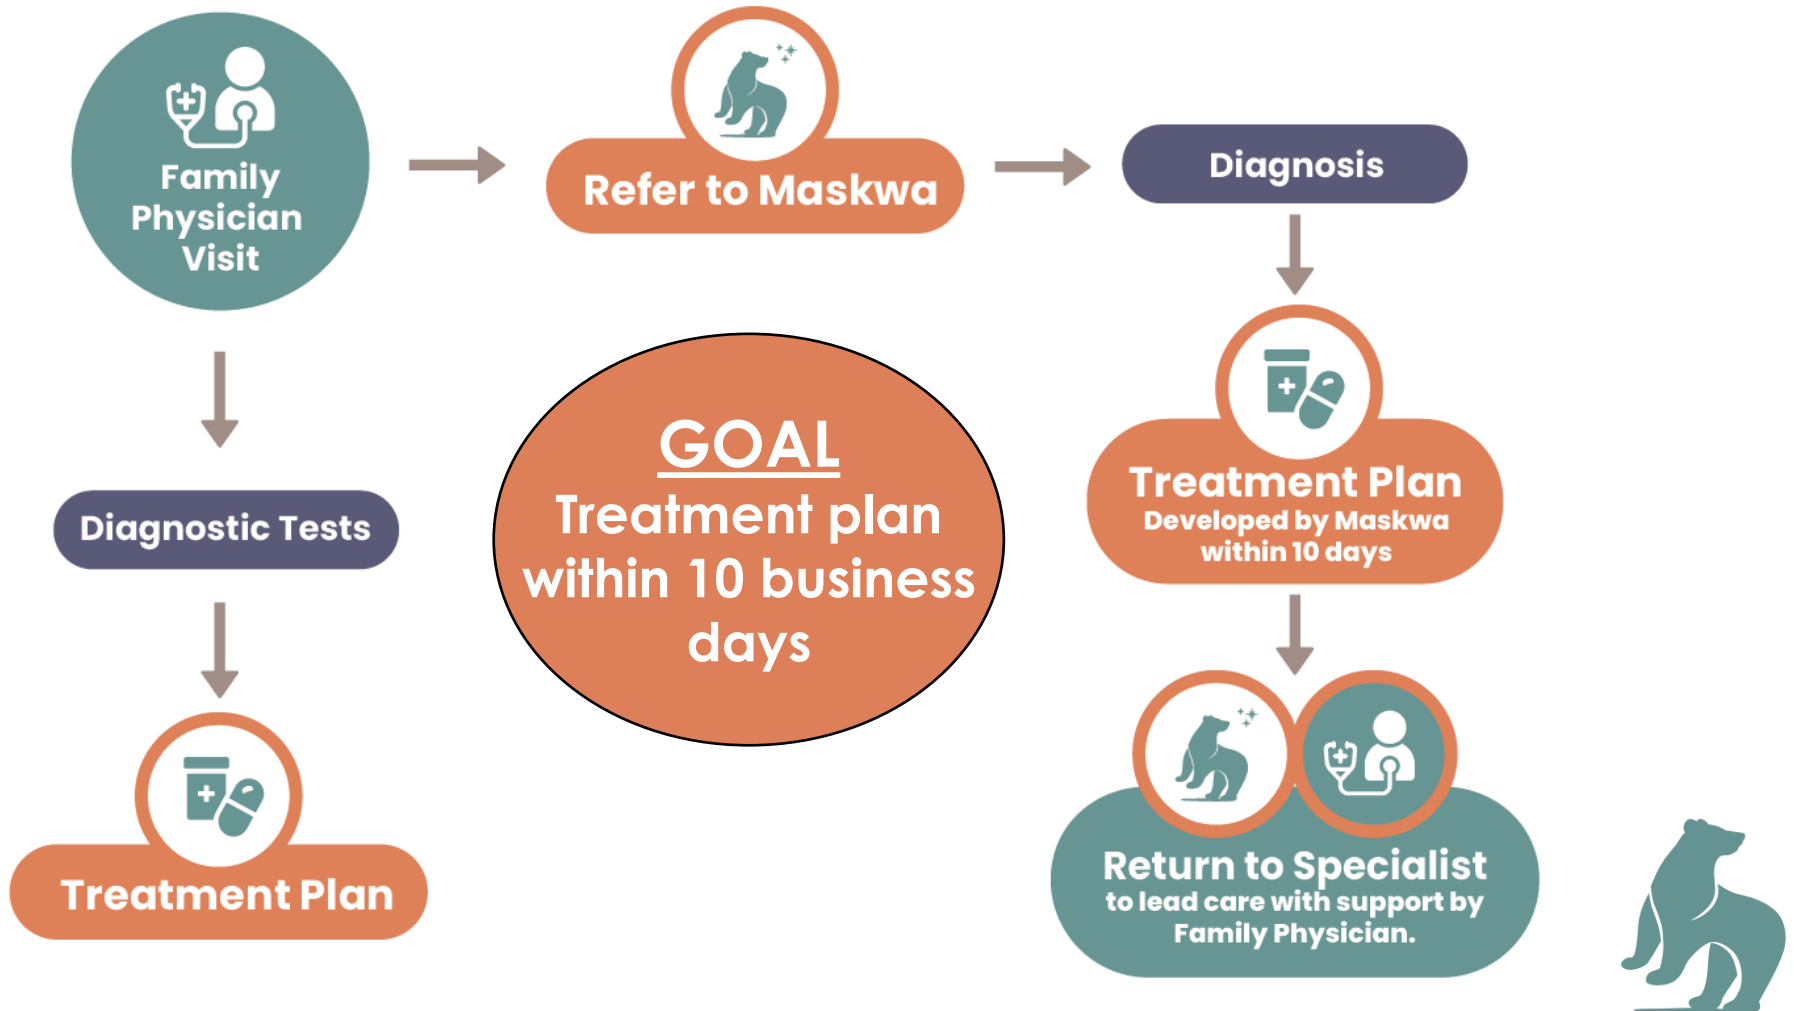 Family
Physician
Visit
Refer to Maskwa
Diagnosis
Diagnostic Tests
Treatment Plan
GOAL
Treatment plan
within 10 business
days
Treatment Plan
Developed by Maskwa
within 10 days
Return to Specialist
to lead care with support by
Family Physician.